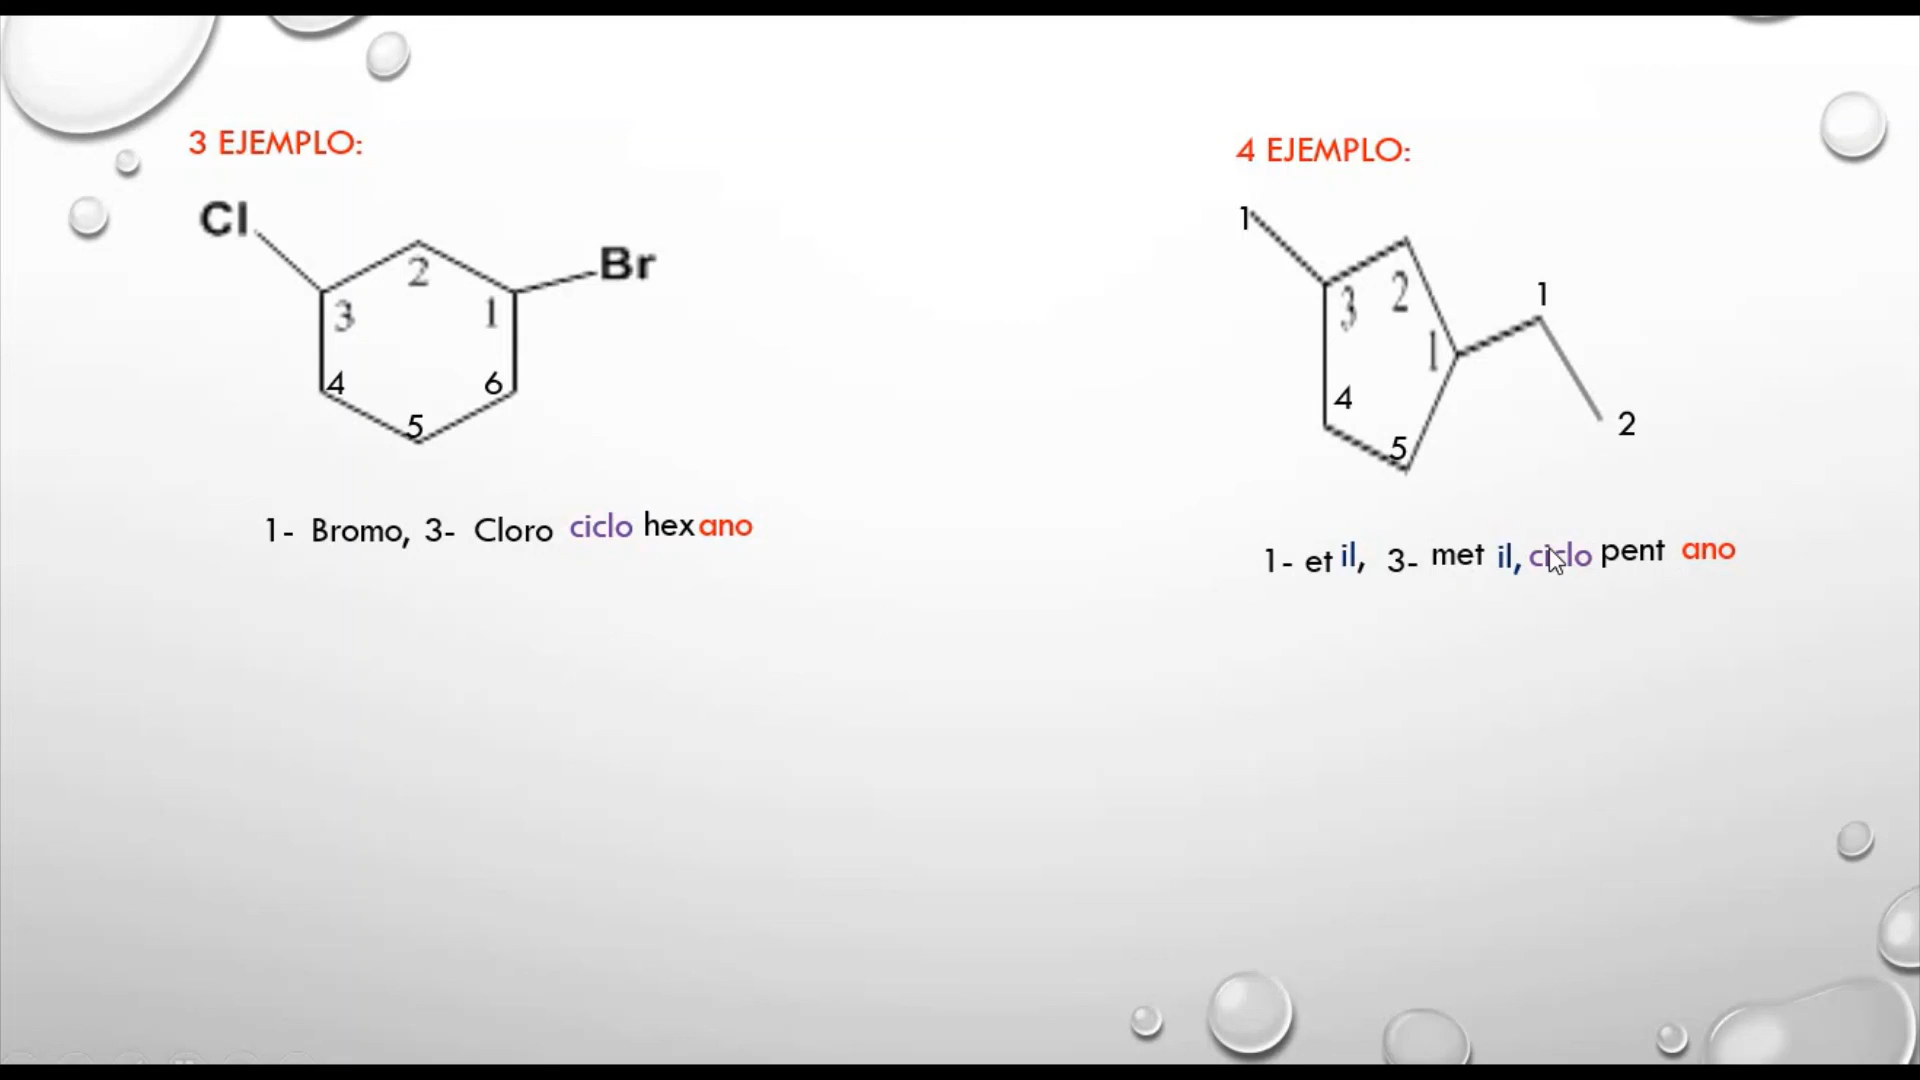 3 EJEMPLO:
Cl
Br
2
3
1
4
6
5
1- Bromo, 3- Cloro ciclo hexano
4 EJEMPLO:
1
1
2
3
1
4
2
5
1- et il, 3- met il, ciclo pent ano